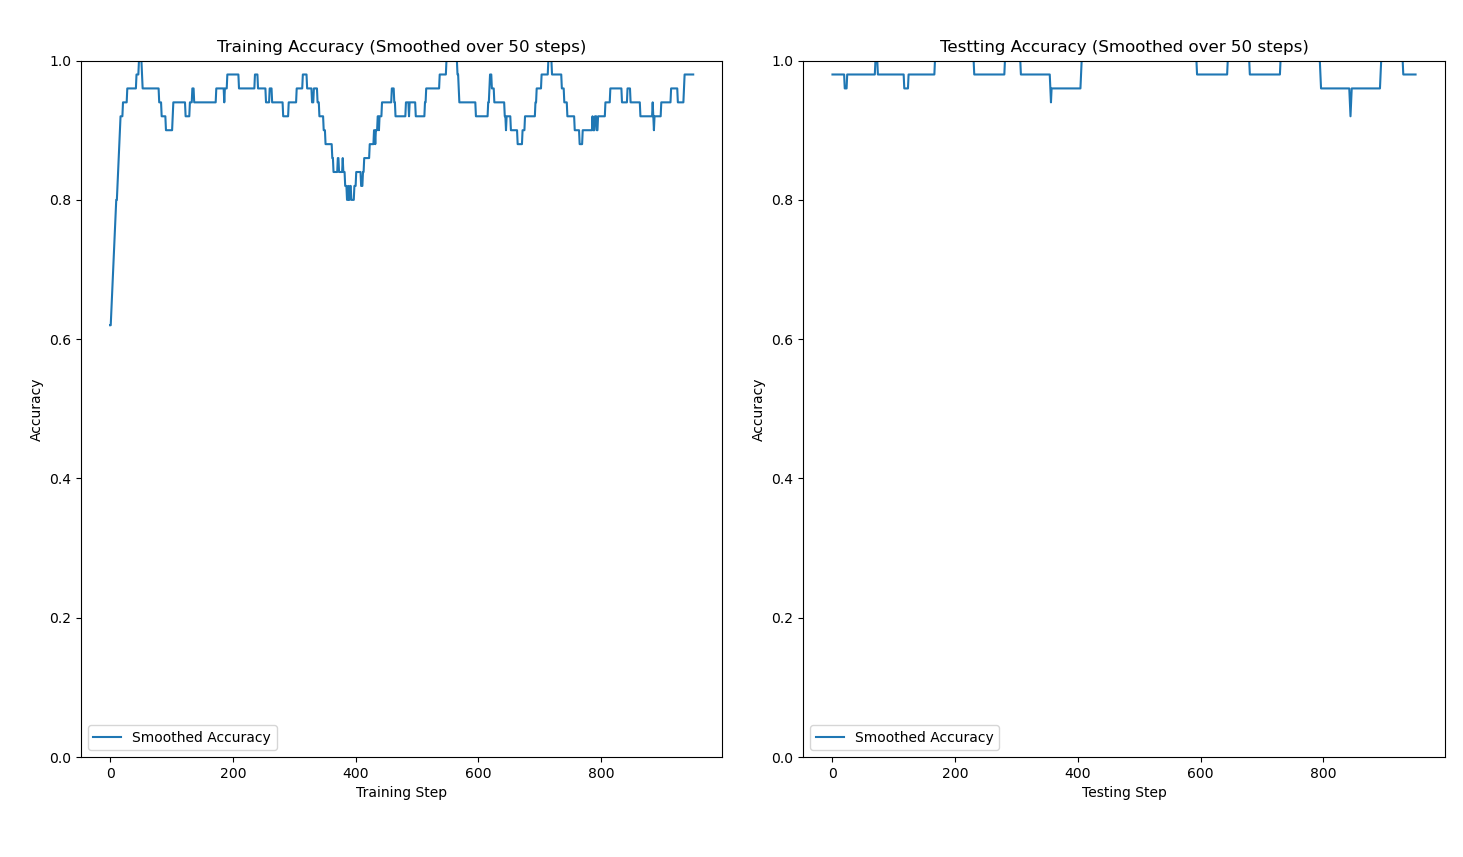 Training Accuracy (Smoothed over 50 steps)
1.0
0.8
0.6
0.4
0.2
0.0
Accuracy
Smoothed Accuracy
0 200 400 600 800
Training Step
Testting Accuracy (Smoothed over 50 steps)
1.0
0.8
0.6
0.4
0.2
0.0
Accuracy
Smoothed Accuracy
0 200 400 600 800
Testing Step